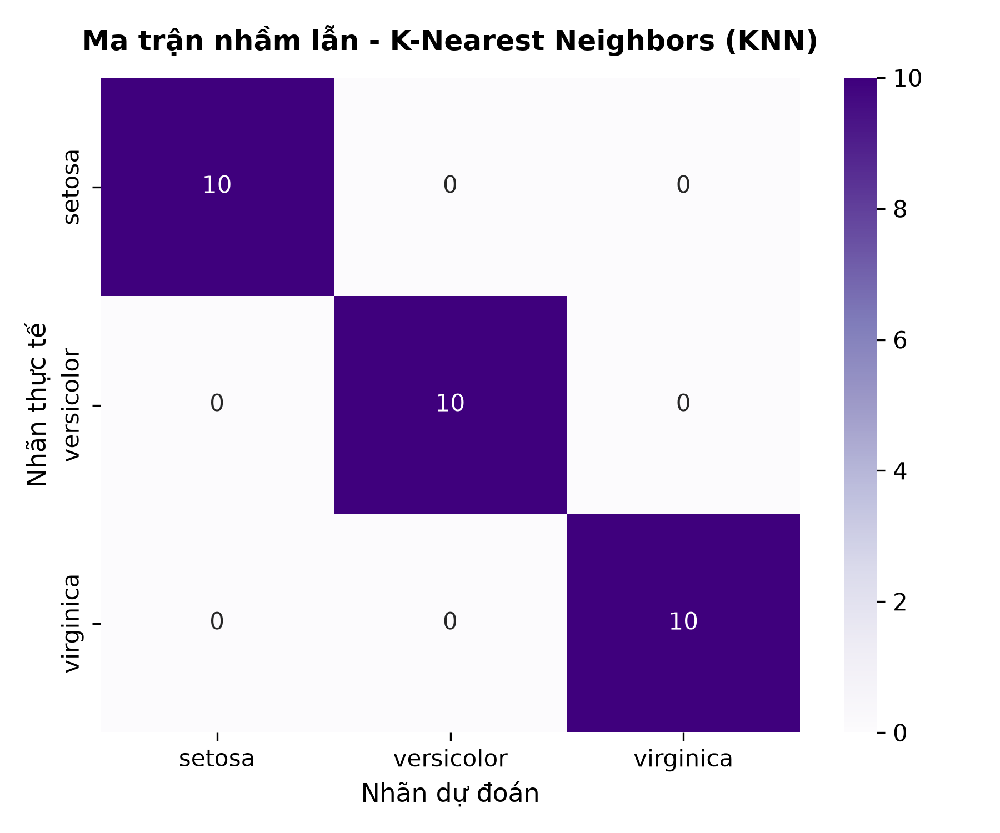 Ma trận nhầm lẫn - K-Nearest Neighbors (KNN)
10
setosa
10 0 0
8
6
Nhãn thực tế
versicolor
0 10 0
4
2
virginica
0 0 10
0
setosa versicolor virginica
Nhãn dự đoán